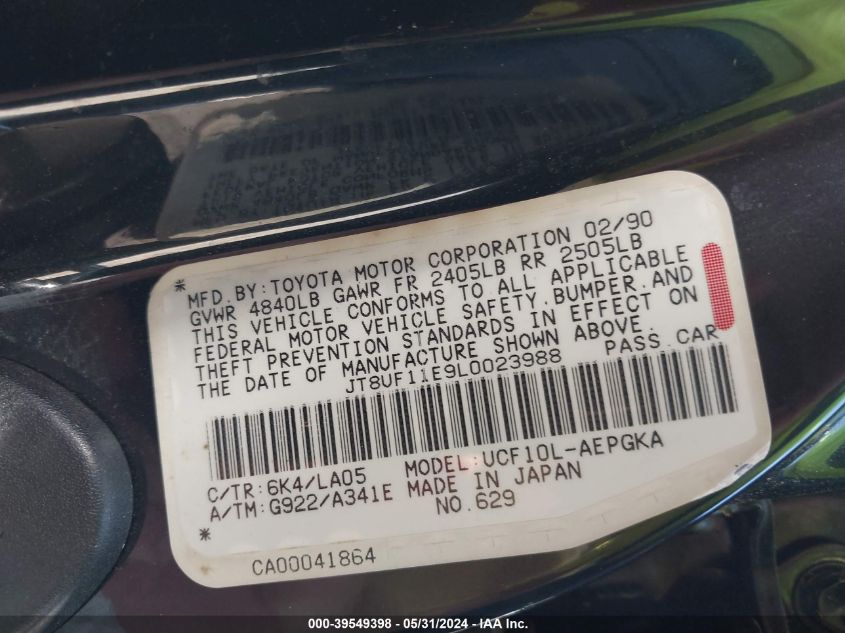 * MFD.BY:TOYOTA MOTOR CORPORATION 02/90
GVWR 4840LB GAWR FR 2405LB RR 2505LB
THIS VEHICLE CONFORMS TO ALL APPLICABLE
FEDERAL MOTOR VEHICLE SAFETY,BUMPER,AND
THEFT PREVENTION STANDARDS IN EFFECT ON
THE DATE OF MANUFACTURE SHOWN ABOVE.
JT8UF11E9L0023988 PASS.CAR
C/TR:6K4/LA05 MODEL:UCF10L-AEPGKA
A/TM:G922/A341E MADE IN JAPAN
* NO.629
CA00041864
000-39549398 - 05/31/2024 - IAA Inc.